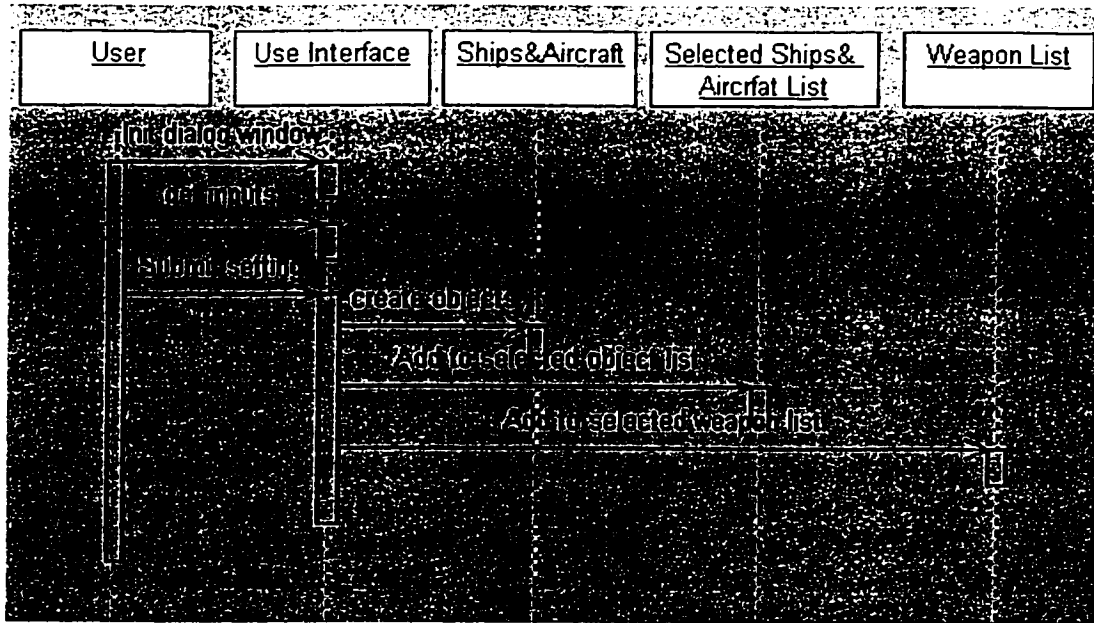 User
Use Interface
Ships&Aircraft
Selected Ships&
Aircrfat List
Weapon List
Init dialog window
inputs
Submit setting
create objects
Add to selected object list
Add to selected weapon list